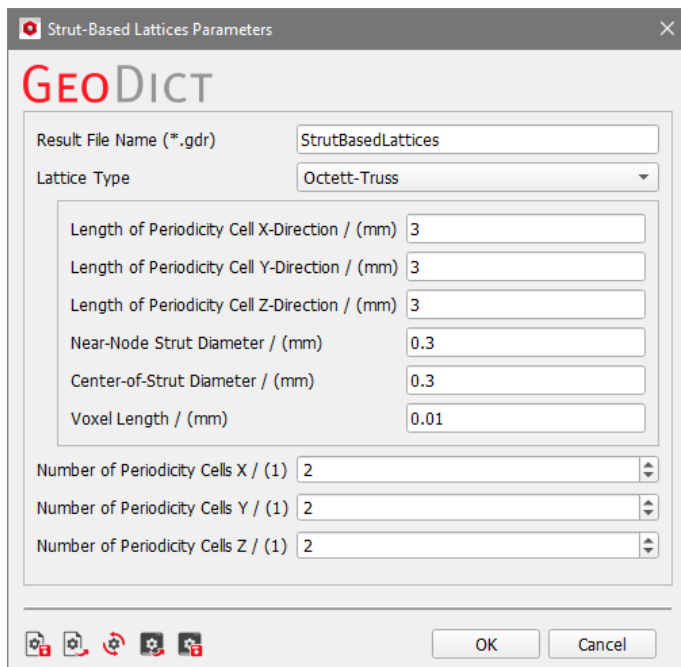 Strut-Based Lattices Parameters
GEODICT
Result File Name (*.gdr) StrutBasedLattices
Lattice Type Octett-Truss
Length of Periodicity Cell X-Direction / (mm) 3
Length of Periodicity Cell Y-Direction / (mm) 3
Length of Periodicity Cell Z-Direction / (mm) 3
Near-Node Strut Diameter / (mm) 0.3
Center-of-Strut Diameter / (mm) 0.3
Voxel Length / (mm) 0.01
Number of Periodicity Cells X / (1) 2
Number of Periodicity Cells Y / (1) 2
Number of Periodicity Cells Z / (1) 2
OK Cancel